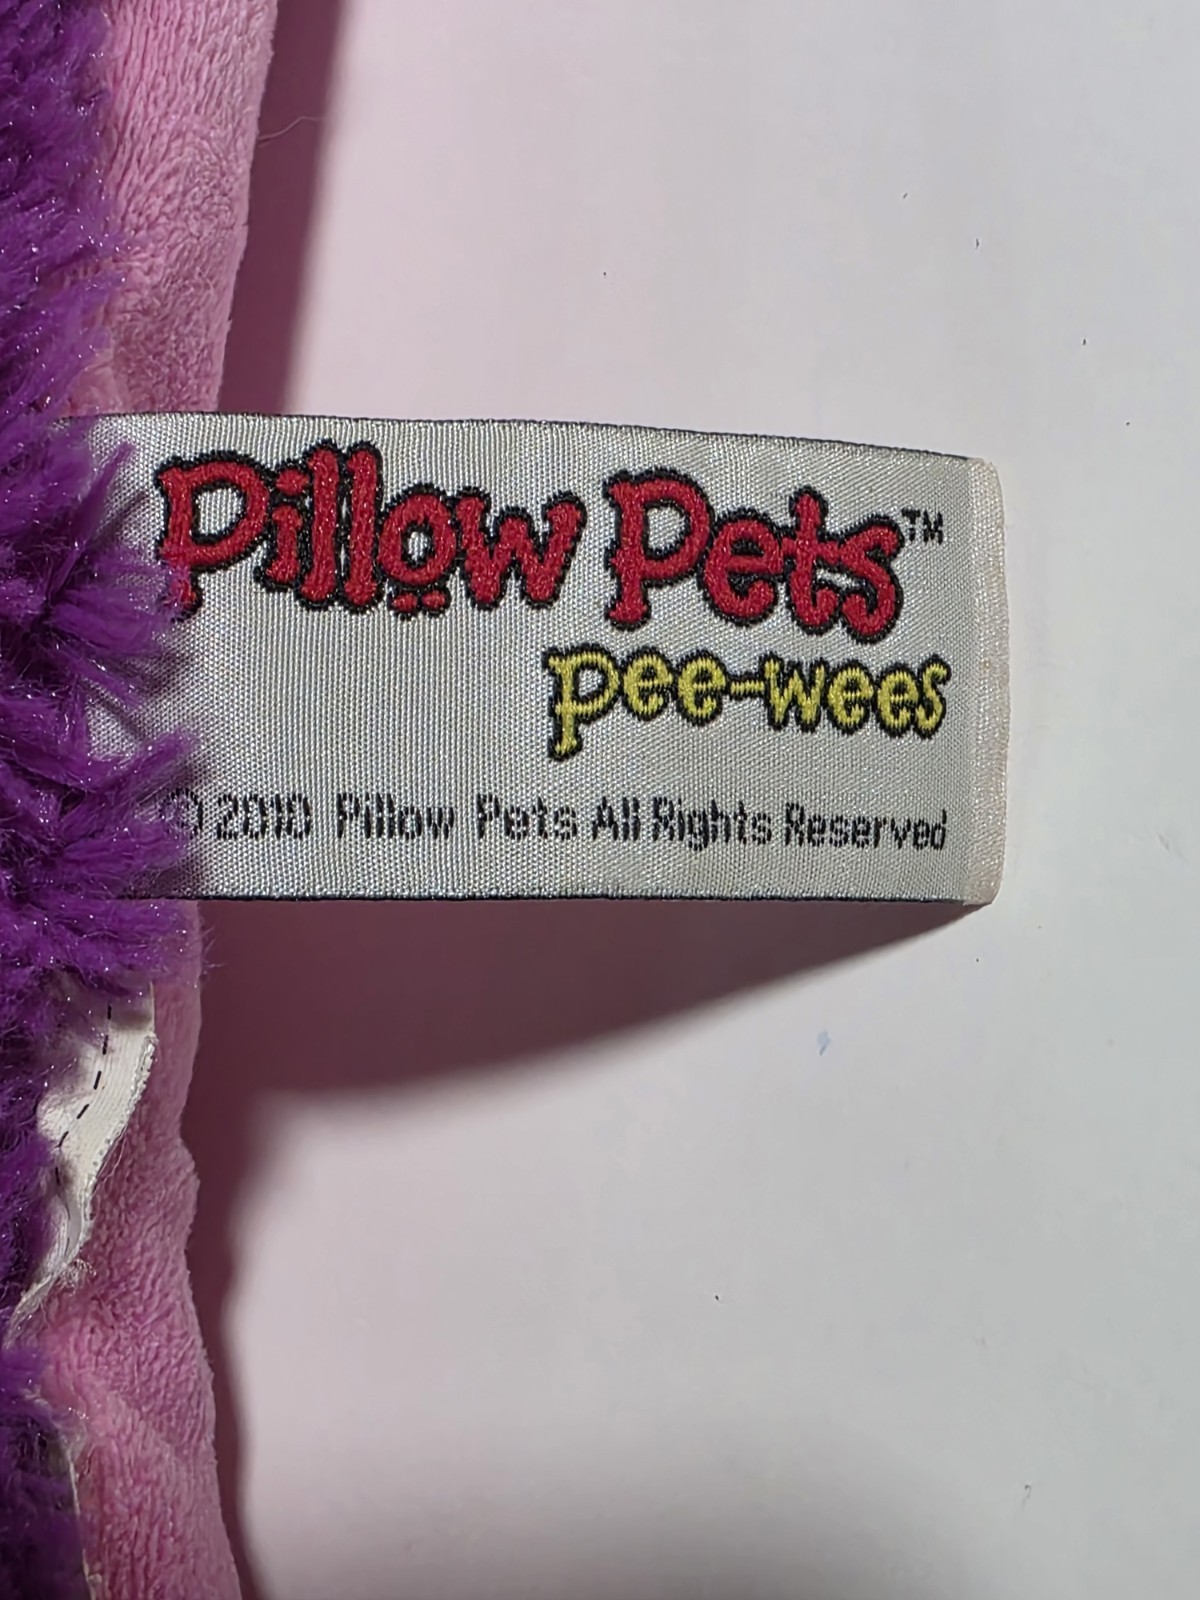 Pillow Pets™
pee-wees
© 2010 Pillow Pets All Rights Reserved